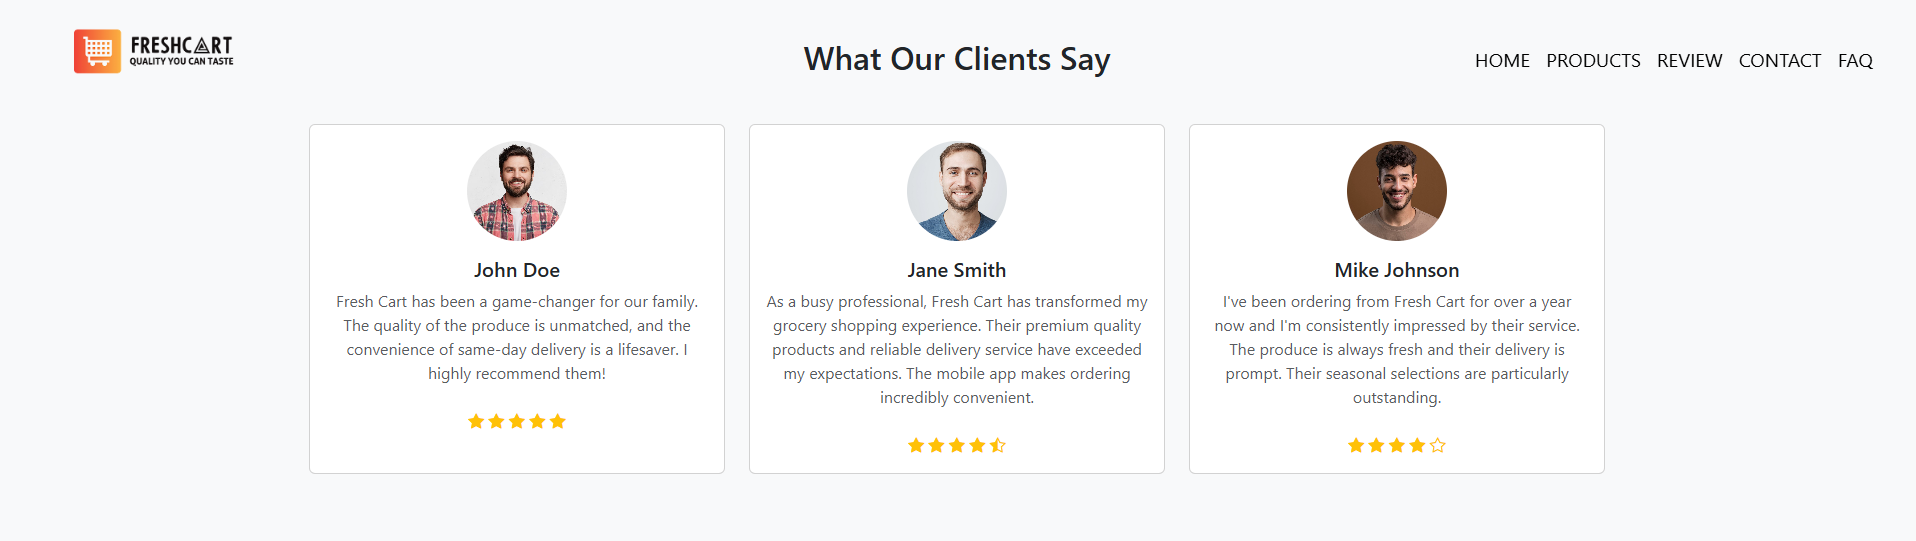 FRESHCART
QUALITY YOU CAN TASTE
What Our Clients Say
HOME PRODUCTS REVIEW CONTACT FAQ
John Doe
Fresh Cart has been a game-changer for our family.
The quality of the produce is unmatched, and the
convenience of same-day delivery is a lifesaver. I
highly recommend them!
Jane Smith
As a busy professional, Fresh Cart has transformed my
grocery shopping experience. Their premium quality
products and reliable delivery service have exceeded
my expectations. The mobile app makes ordering
incredibly convenient.
Mike Johnson
I've been ordering from Fresh Cart for over a year
now and I'm consistently impressed by their service.
The produce is always fresh and their delivery is
prompt. Their seasonal selections are particularly
outstanding.